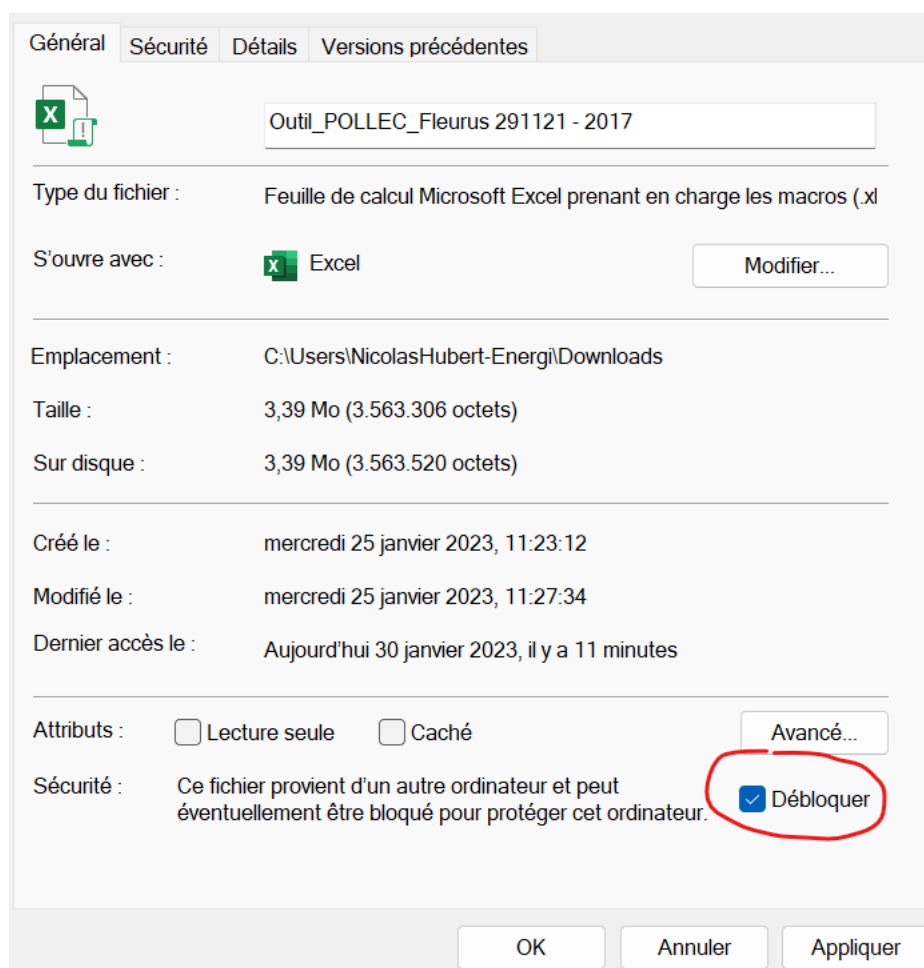 Général Sécurité Détails Versions précédentes
Outil_POLLEC_Fleurus 291121 - 2017
Type du fichier : Feuille de calcul Microsoft Excel prenant en charge les macros (.xl
S’ouvre avec : Excel Modifier...
Emplacement : C:\Users\NicolasHubert-Energi\Downloads
Taille : 3,39 Mo (3.563.306 octets)
Sur disque : 3,39 Mo (3.563.520 octets)
Créé le : mercredi 25 janvier 2023, 11:23:12
Modifié le : mercredi 25 janvier 2023, 11:27:34
Dernier accès le : Aujourd’hui 30 janvier 2023, il y a 11 minutes
Attributs : Lecture seule Caché Avancé...
Sécurité : Ce fichier provient d’un autre ordinateur et peut
éventuellement être bloqué pour protéger cet ordinateur. Débloquer
OK Annuler Appliquer